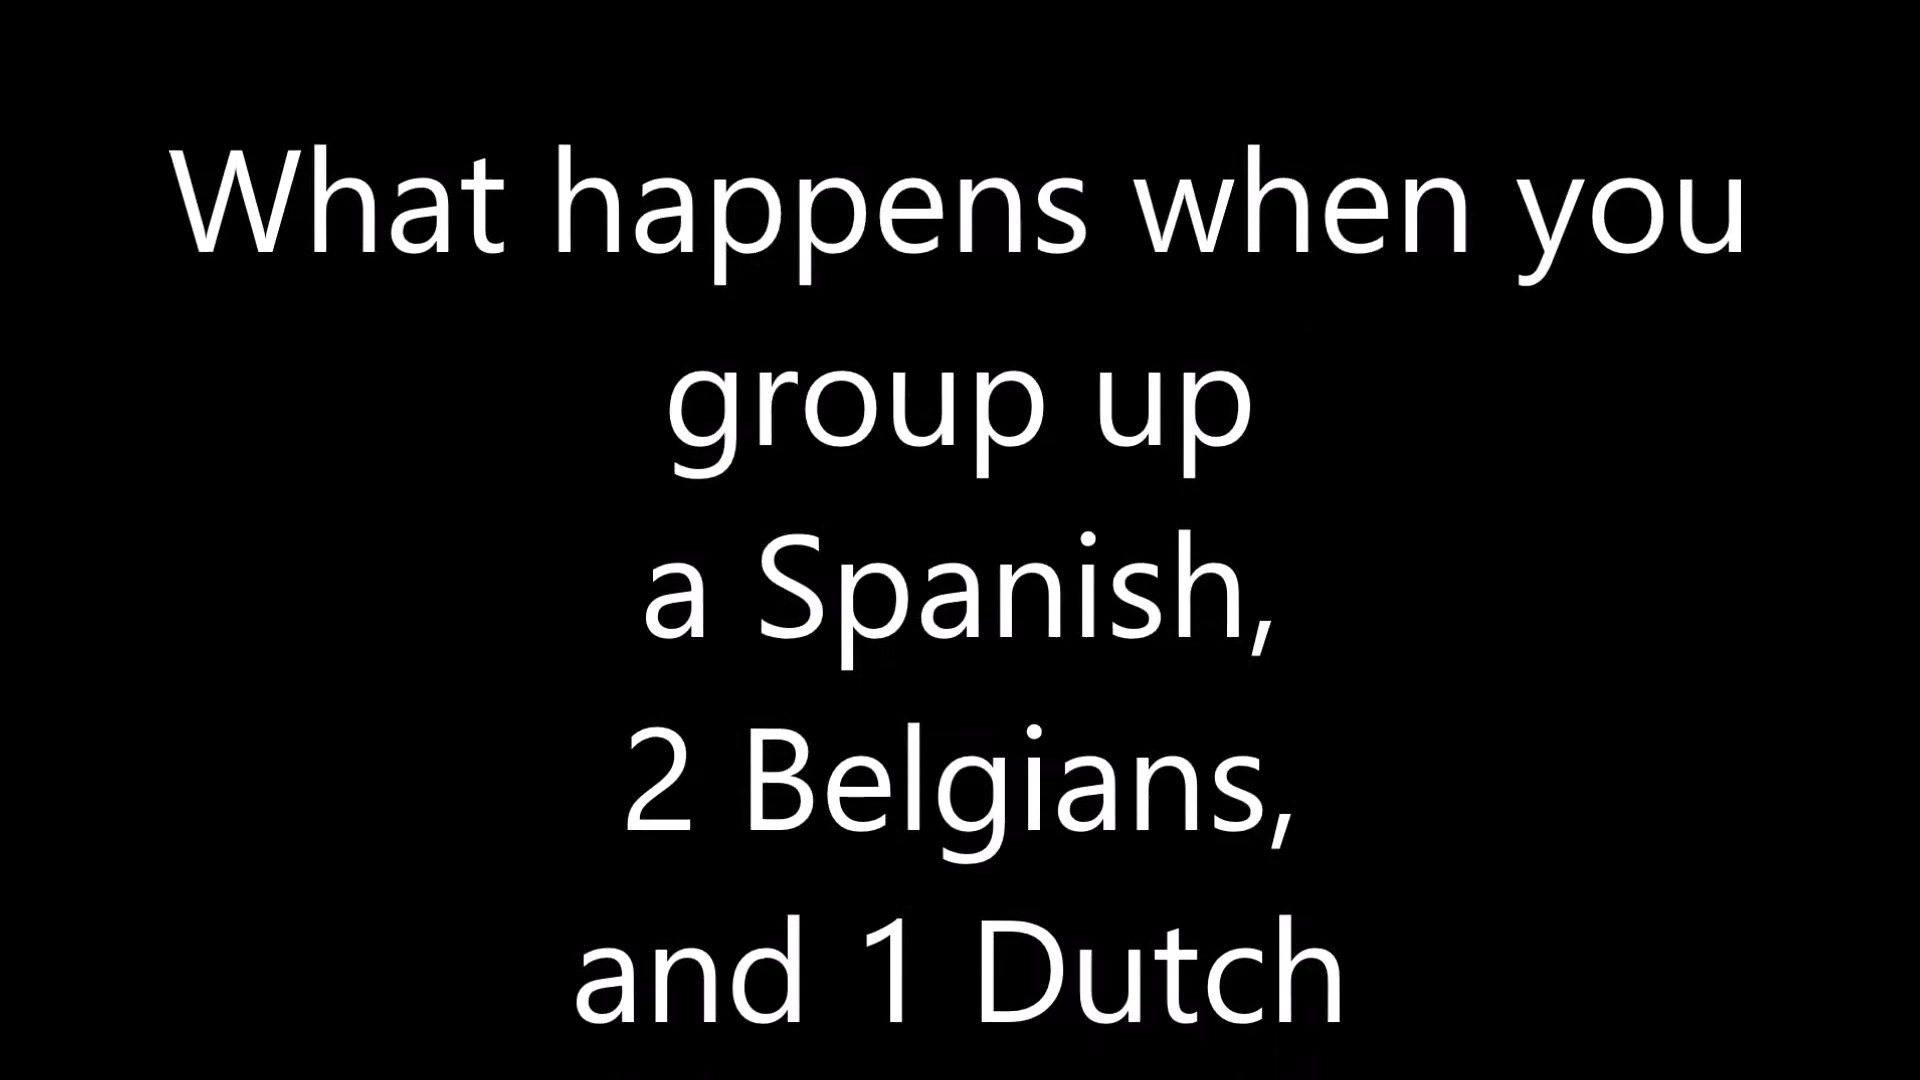 What happens when you
group up
a Spanish,
2 Belgians,
and 1 Dutch